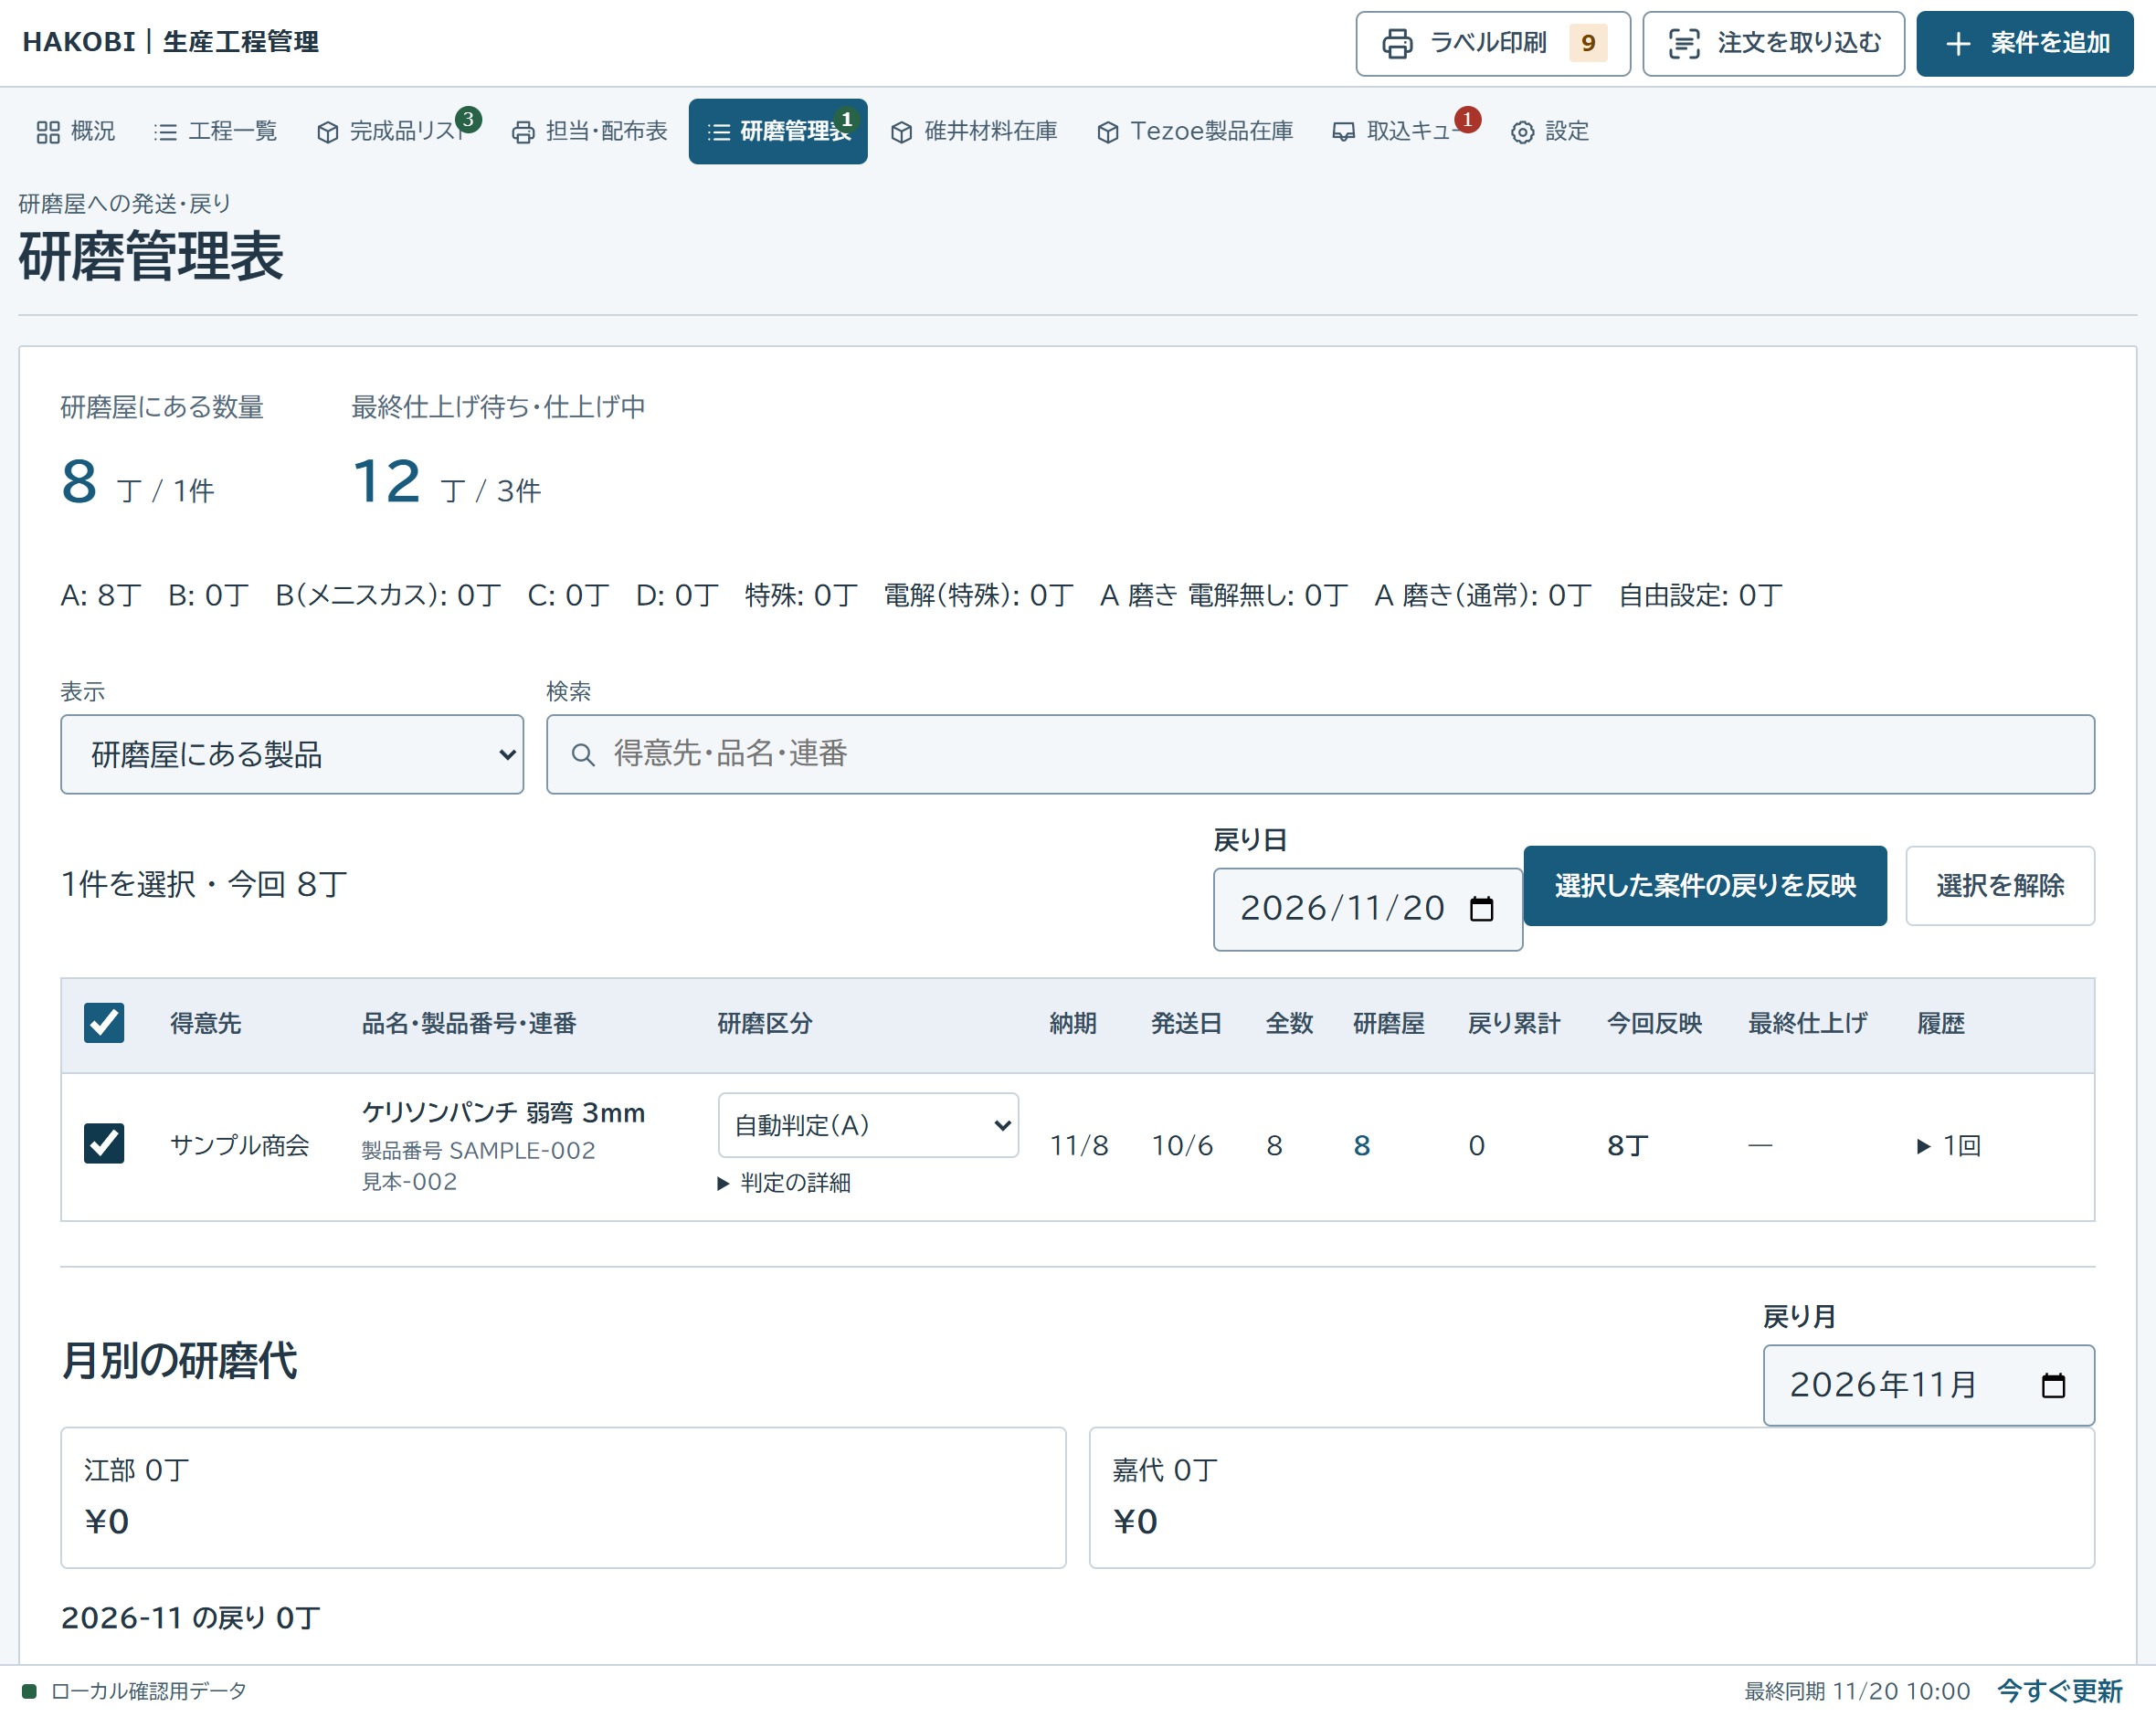 HAKOBI | 生産工程管理
ラベル印刷 9
注文を取り込む
案件を追加
概況
工程一覧
完成品リスト 3
担当・配布表
研磨管理表 1
碓井材料在庫
Tezoe製品在庫
取込キュー 1
設定
研磨屋への発送・戻り
研磨管理表
研磨屋にある数量
8 丁 / 1件
最終仕上げ待ち・仕上げ中
12 丁 / 3件
A: 8丁 B: 0丁 B(メニスカス): 0丁 C: 0丁 D: 0丁 特殊: 0丁 電解(特殊): 0丁 A 磨き 電解無し: 0丁 A 磨き(通常): 0丁 自由設定: 0丁
表示
研磨屋にある製品
検索
得意先・品名・連番
1件を選択・今回 8丁
戻り日
2026/11/20
選択した案件の戻りを反映
選択を解除
得意先 品名・製品番号・連番 研磨区分 納期 発送日 全数 研磨屋 戻り累計 今回反映 最終仕上げ 履歴
サンプル商会
ケリソンパンチ 弱弯 3mm
製品番号 SAMPLE-002
見本-002
自動判定(A)
▶ 判定の詳細
11/8 10/6 8 8 0 8丁 — ▶ 1回
月別の研磨代
戻り月
2026年11月
江部 0丁
¥0
嘉代 0丁
¥0
2026-11 の戻り 0丁
ローカル確認用データ
最終同期 11/20 10:00
今すぐ更新